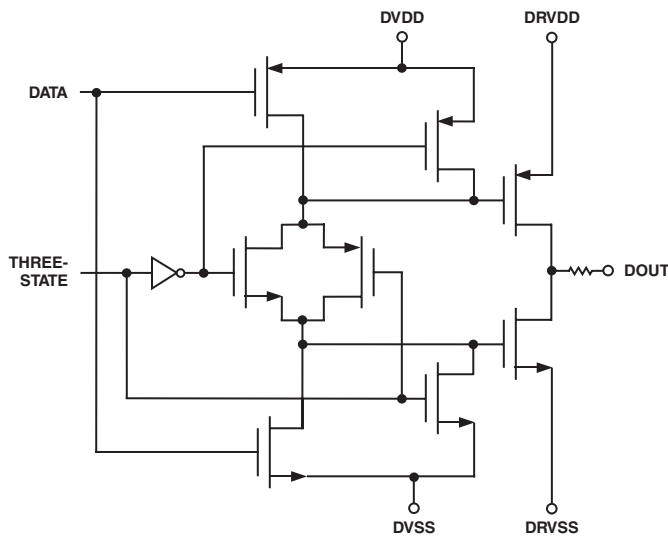 DVDD
DRVDD
DATA
THREE-
STATE
DOUT
DVSS
DRVSS